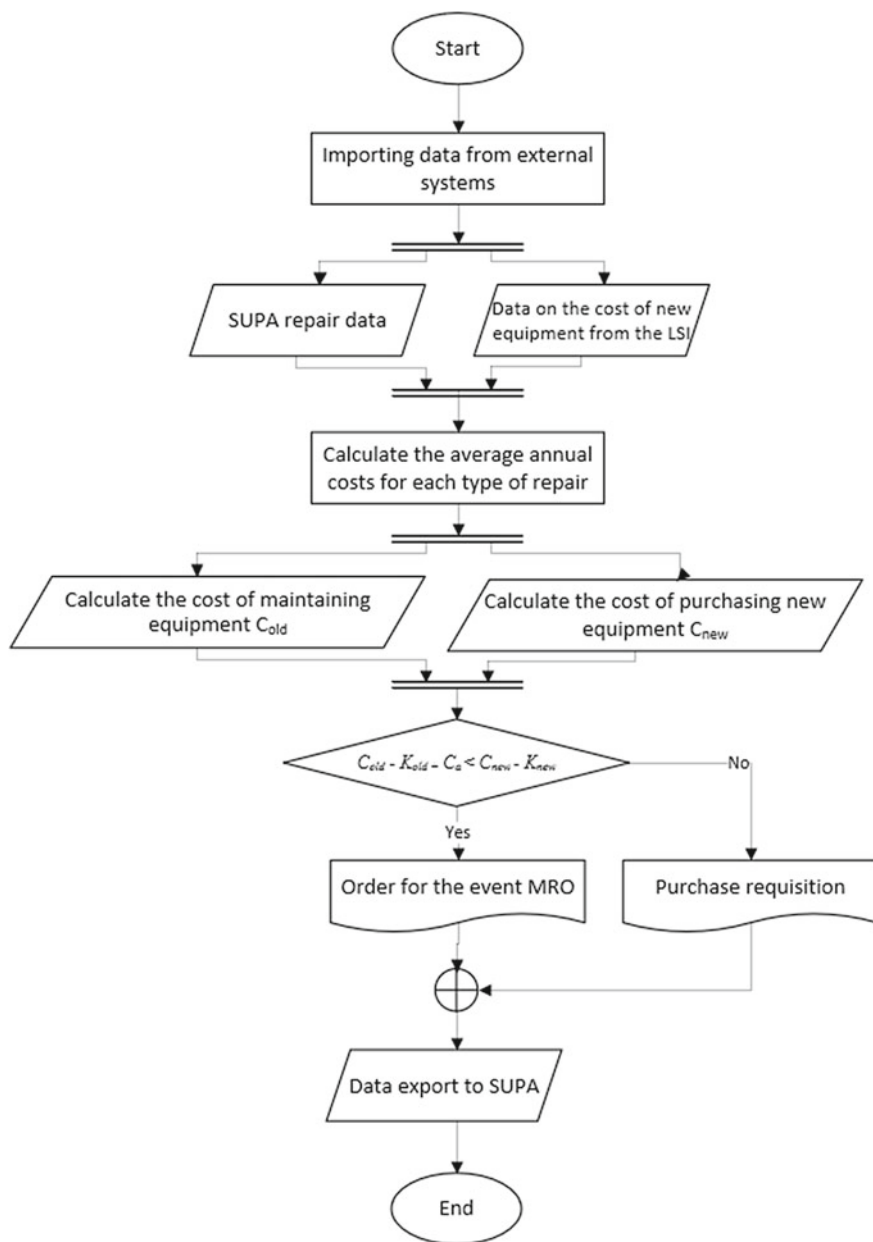 Start
Importing data from external
systems
SUPA repair data
Data on the cost of new
equipment from the LSI
Calculate the average annual
costs for each type of repair
Calculate the cost of maintaining
equipment Cold
Calculate the cost of purchasing new
equipment Cnew
Cold - Kold – Ca < Cnew - Knew
No
Yes
Order for the event MRO
Purchase requisition
Data export to SUPA
End